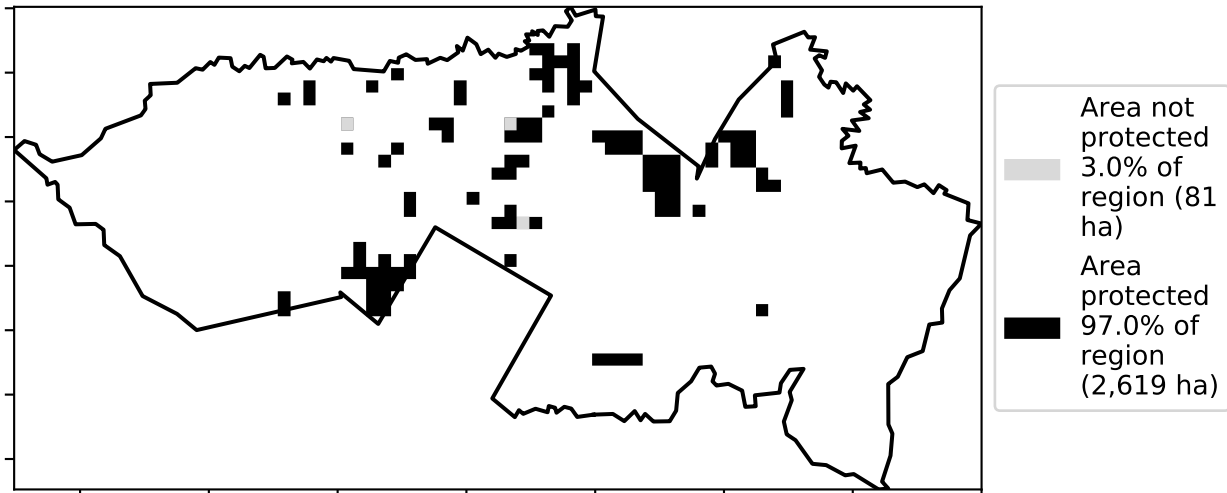 Area not
protected
3.0% of
region (81
ha)
Area
protected
97.0% of
region
(2,619 ha)